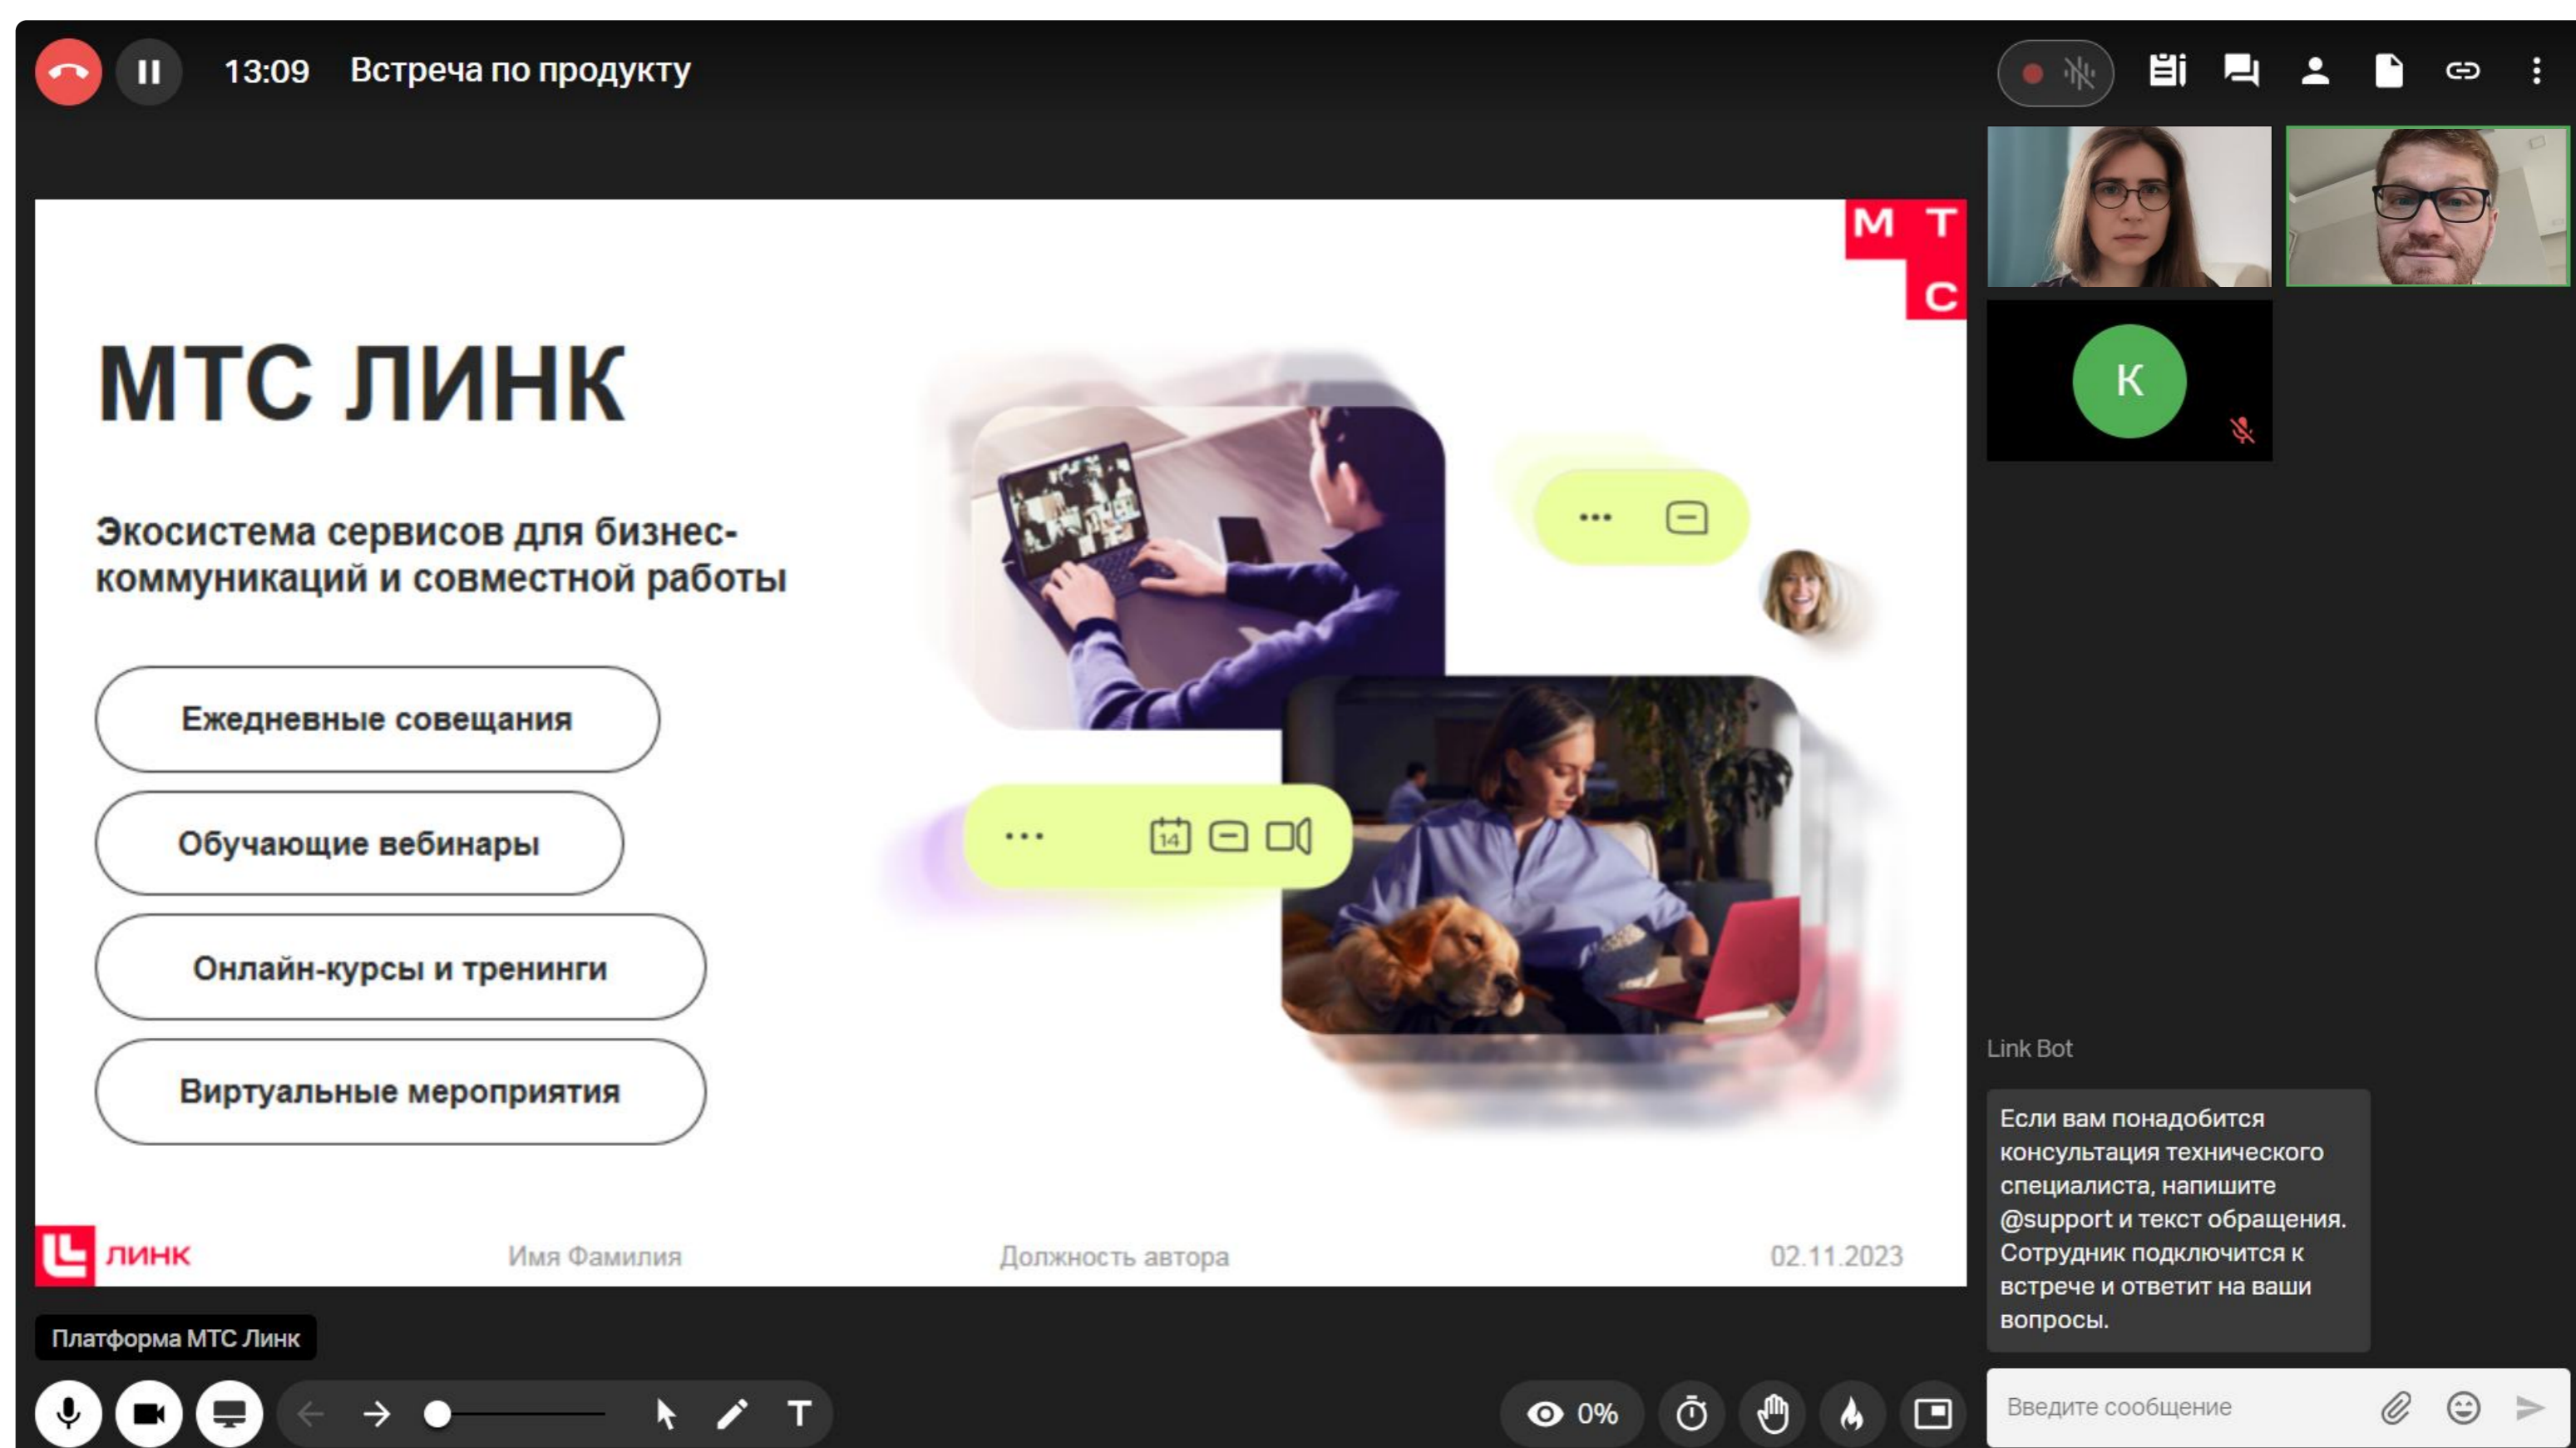 13:09 Встреча по продукту
М Т
С
МТС ЛИНК
Экосистема сервисов для бизнес-
коммуникаций и совместной работы
Ежедневные совещания
Обучающие вебинары
Онлайн-курсы и тренинги
Виртуальные мероприятия
14
ЛИНК
Имя Фамилия
Должность автора
02.11.2023
Платформа МТС Линк
T
0%
К
Link Bot
Если вам понадобится
консультация технического
специалиста, напишите
@support и текст обращения.
Сотрудник подключится к
встрече и ответит на ваши
вопросы.
Введите сообщение